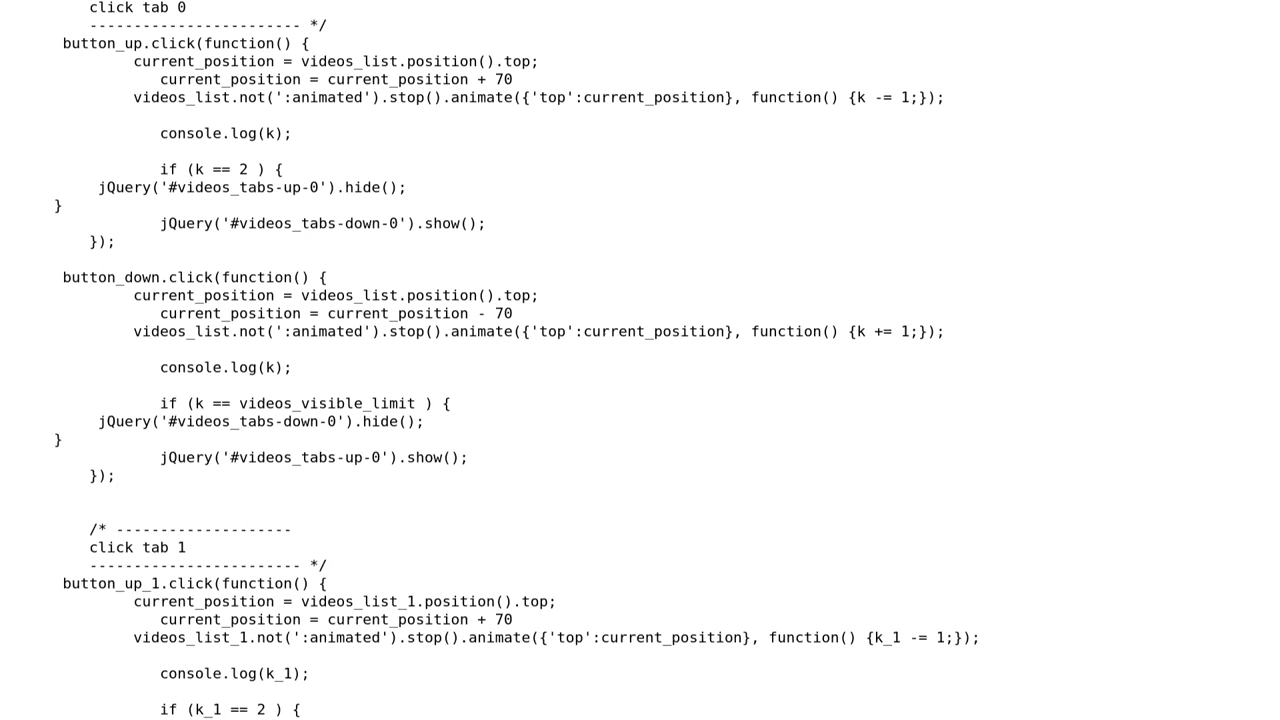 click tab 0
------------------------ */
button_up.click(function() {
current_position = videos_list.position().top;
current_position = current_position + 70
videos_list.not(':animated').stop().animate({'top':current_position}, function() {k -= 1;});
console.log(k);
if (k == 2 ) {
jQuery('#videos_tabs-up-0').hide();
}
jQuery('#videos_tabs-down-0').show();
});
button_down.click(function() {
current_position = videos_list.position().top;
current_position = current_position - 70
videos_list.not(':animated').stop().animate({'top':current_position}, function() {k += 1;});
console.log(k);
if (k == videos_visible_limit ) {
jQuery('#videos_tabs-down-0').hide();
}
jQuery('#videos_tabs-up-0').show();
});
/* --------------------
click tab 1
------------------------ */
button_up_1.click(function() {
current_position = videos_list_1.position().top;
current_position = current_position + 70
videos_list_1.not(':animated').stop().animate({'top':current_position}, function() {k_1 -= 1;});
console.log(k_1);
if (k_1 == 2 ) {